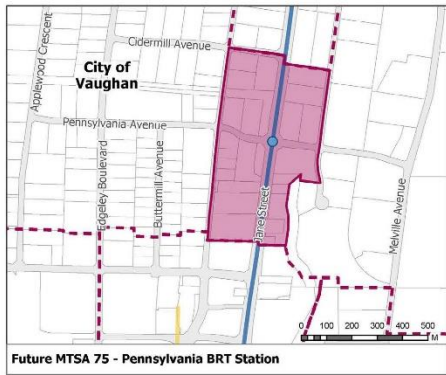 Cidermill Avenue
Applewood Crescent
City of
Vaughan
Pennsylvania Avenue
Edgeley Boulevard
Buttermill Avenue
Jane Street
Melville Avenue
0 100 200 300 400 500
M
Future MTSA 75 - Pennsylvania BRT Station